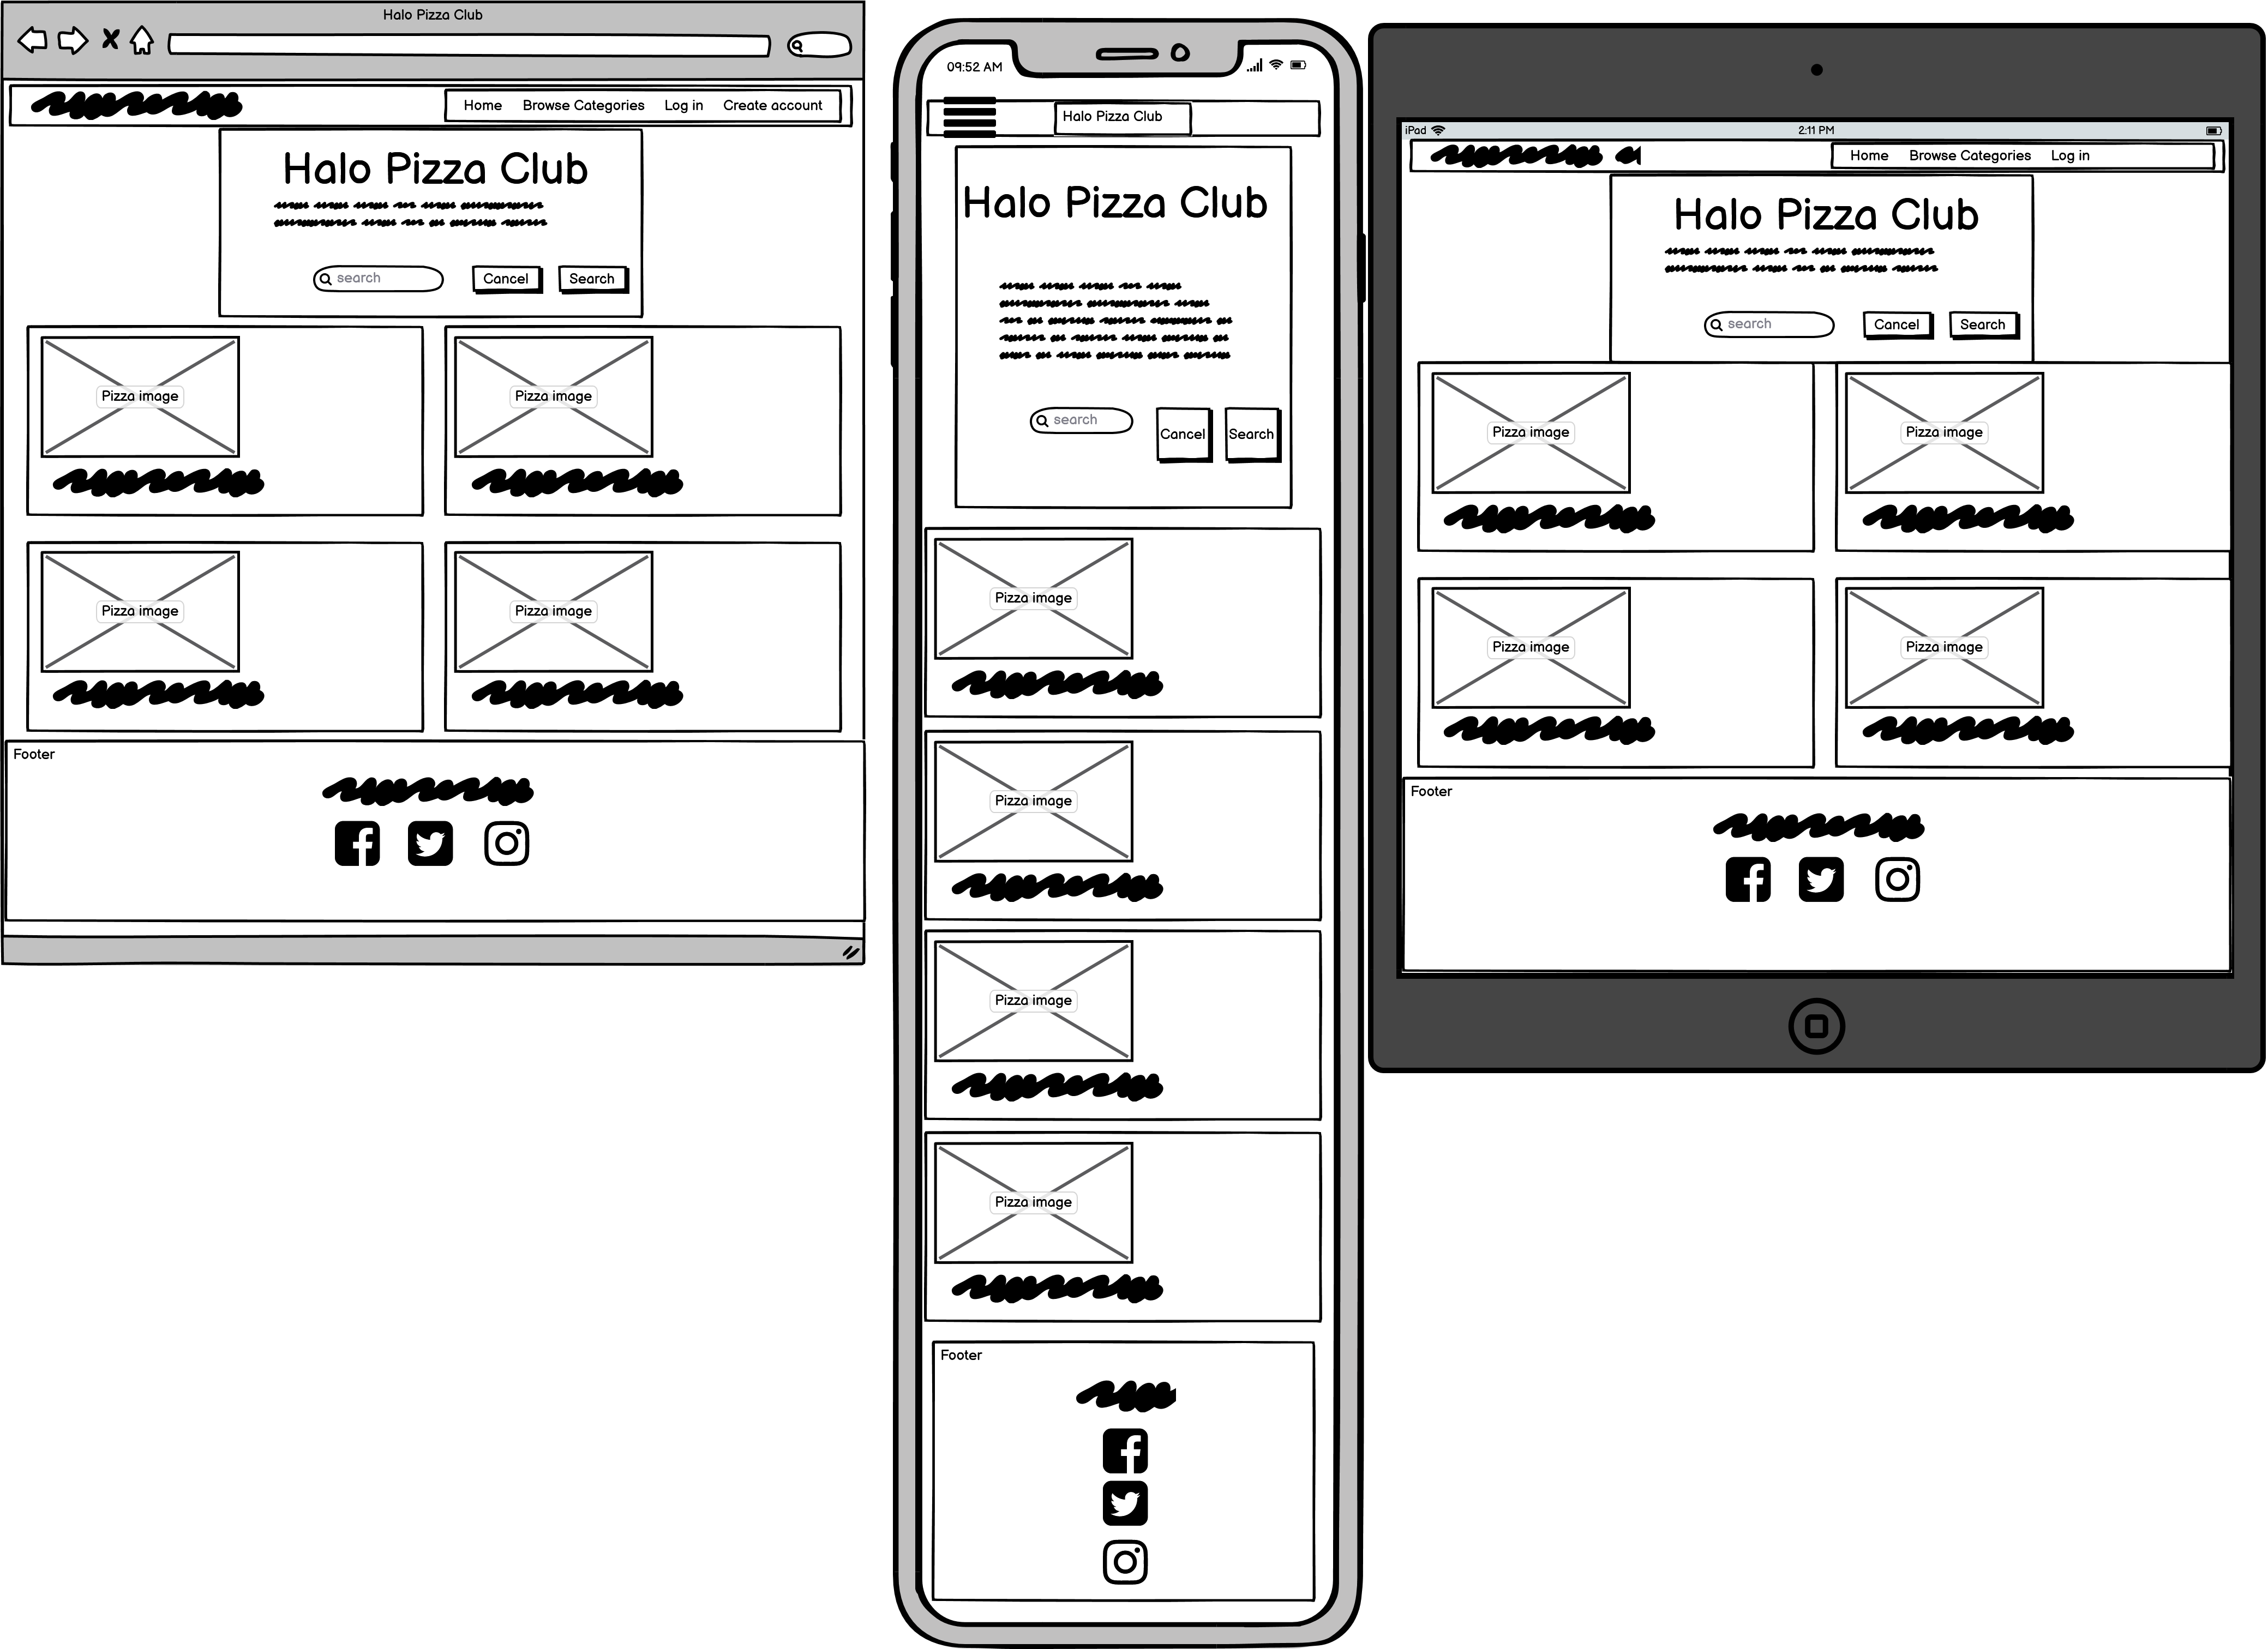 Halo Pizza Club
Home Browse Categories Log in Create account
Halo Pizza Club
search Cancel Search
Pizza image Pizza image
Pizza image Pizza image
Footer
09:52 AM
Halo Pizza Club
Halo Pizza Club
search Cancel Search
Pizza image
Pizza image
Pizza image
Pizza image
Footer
iPad 2:11 PM
Home Browse Categories Log in
Halo Pizza Club
search Cancel Search
Pizza image Pizza image
Pizza image Pizza image
Footer